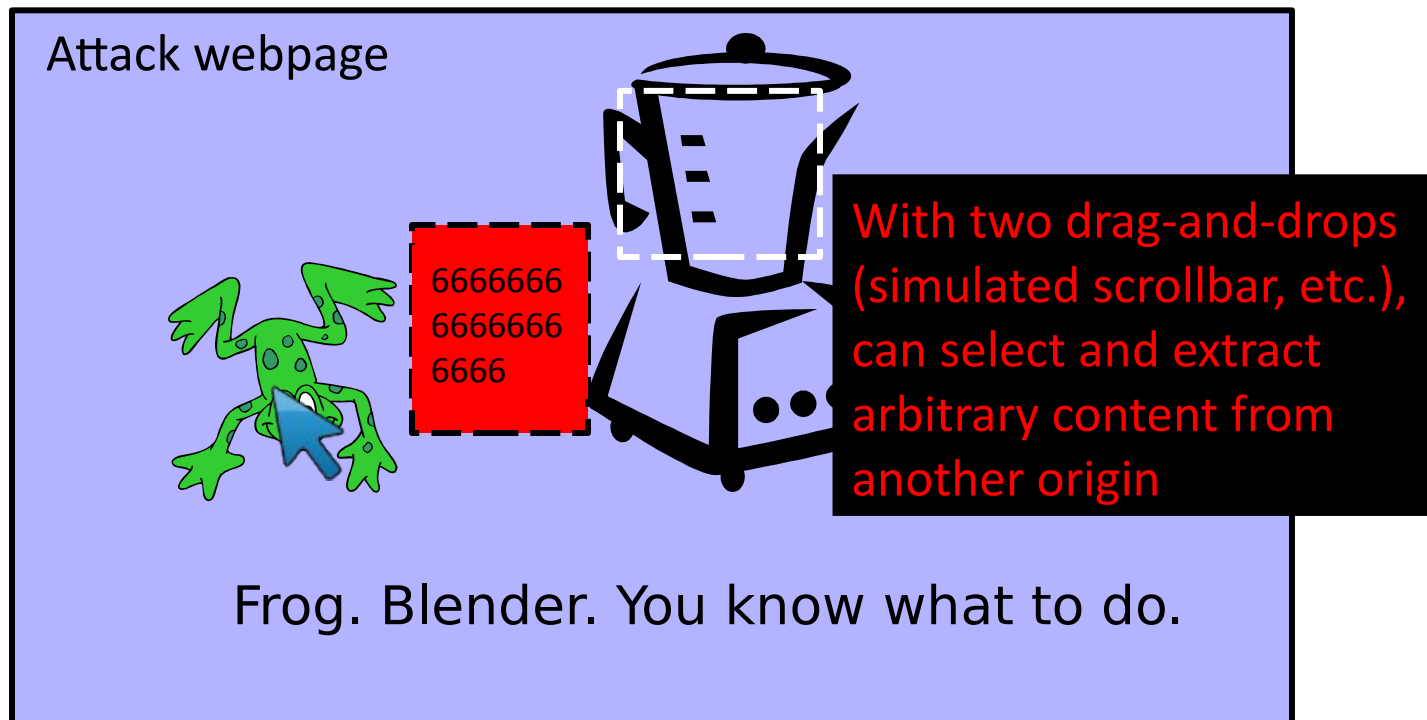 Attack webpage
6666666
6666666
6666
With two drag-and-drops
(simulated scrollbar, etc.),
can select and extract
arbitrary content from
another origin
Frog. Blender. You know what to do.